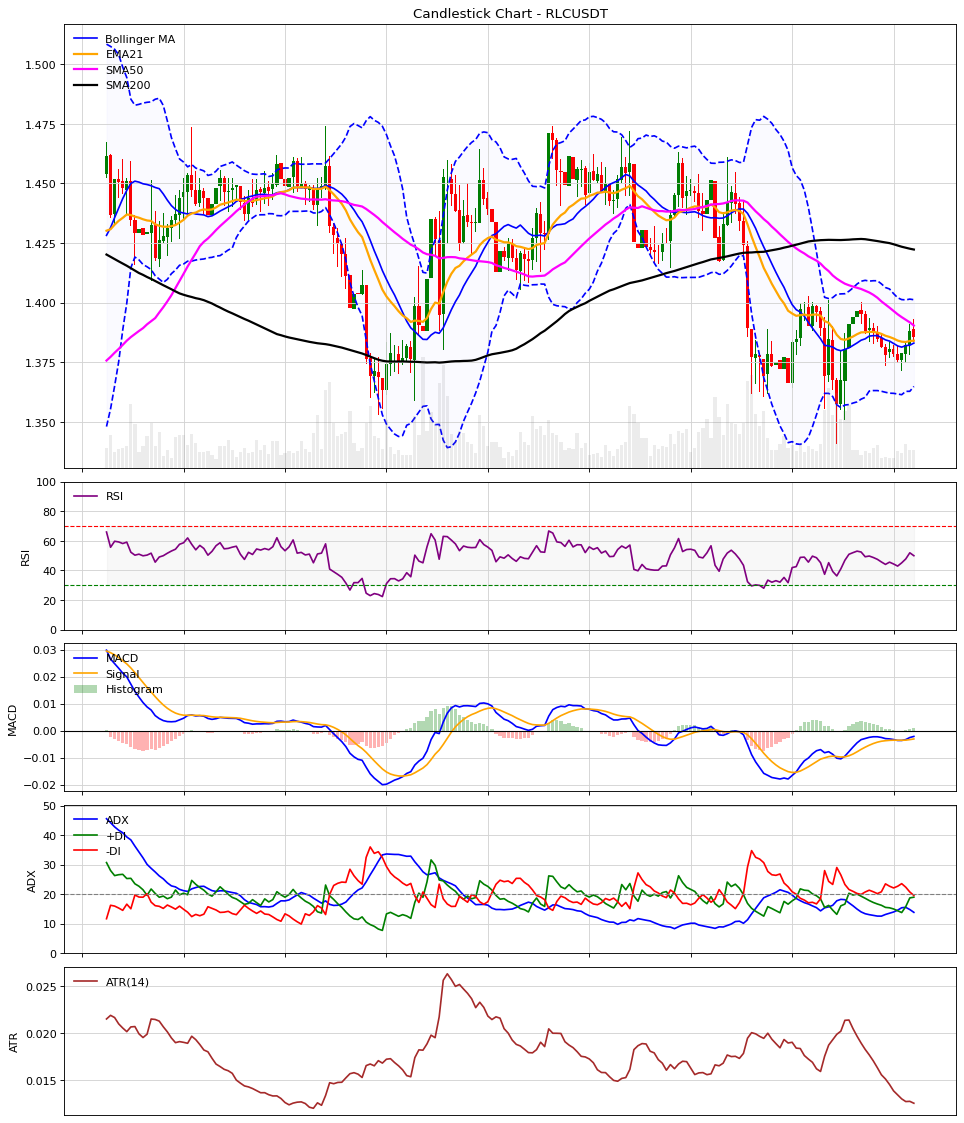 Candlestick Chart - RLCUSDT
Bollinger MA
EMA21
SMA50
SMA200
1.500
1.475
1.450
1.425
1.400
1.375
1.350
RSI
RSI
100
80
60
40
20
0
MACD
MACD
Signal
Histogram
0.03
0.02
0.01
0.00
−0.01
−0.02
ADX
ADX
+DI
-DI
50
40
30
20
10
0
ATR
ATR(14)
0.025
0.020
0.015